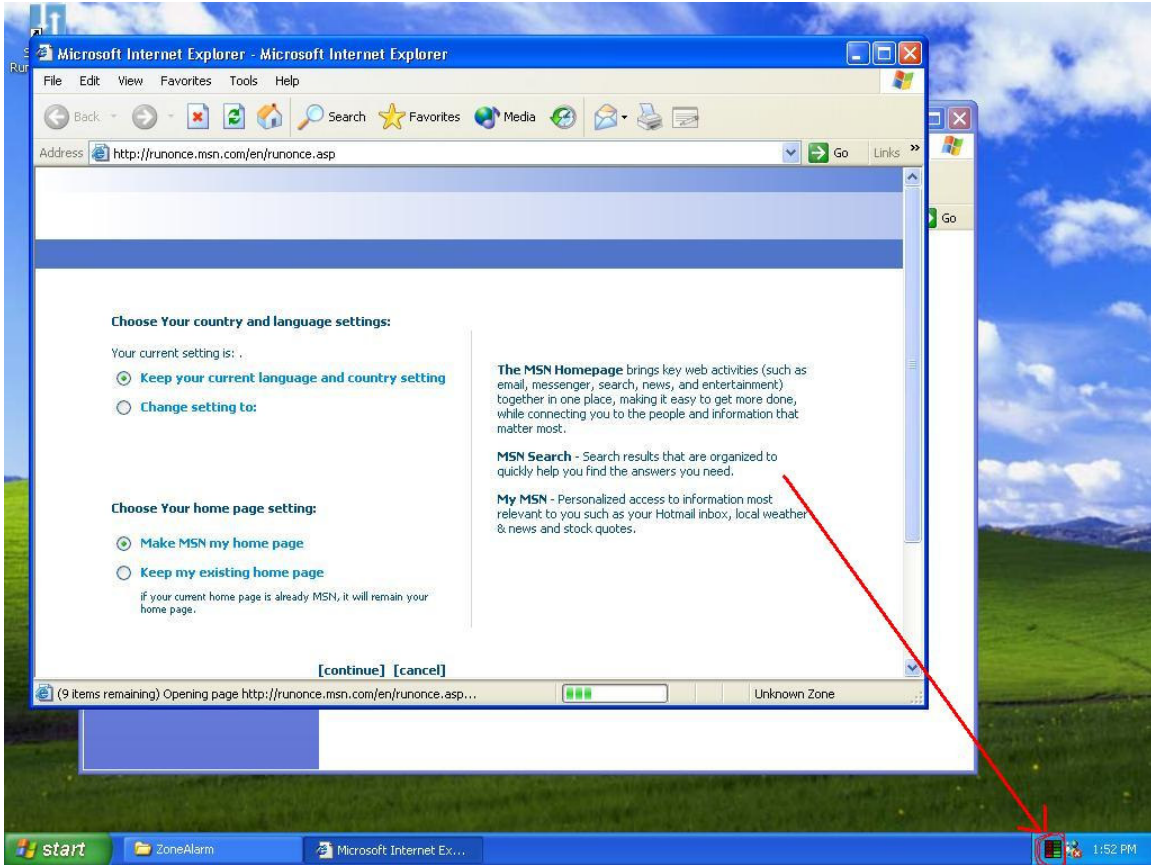 S
Run
Microsoft Internet Explorer - Microsoft Internet Explorer
File Edit View Favorites Tools Help
Back Search Favorites Media
Address http://runonce.msn.com/en/runonce.asp Go Links »
Go
Choose Your country and language settings:
Your current setting is: .
Keep your current language and country setting
Change setting to:
Choose Your home page setting:
Make MSN my home page
Keep my existing home page
if your current home page is already MSN, it will remain your
home page.
[continue] [cancel]
The MSN Homepage brings key web activities (such as
email, messenger, search, news, and entertainment)
together in one place, making it easy to get more done,
while connecting you to the people and information that
matter most.
MSN Search - Search results that are organized to
quickly help you find the answers you need.
My MSN - Personalized access to information most
relevant to you such as your Hotmail inbox, local weather
& news and stock quotes.
(9 items remaining) Opening page http://runonce.msn.com/en/runonce.asp... Unknown Zone
start ZoneAlarm Microsoft Internet Ex... 1:52 PM